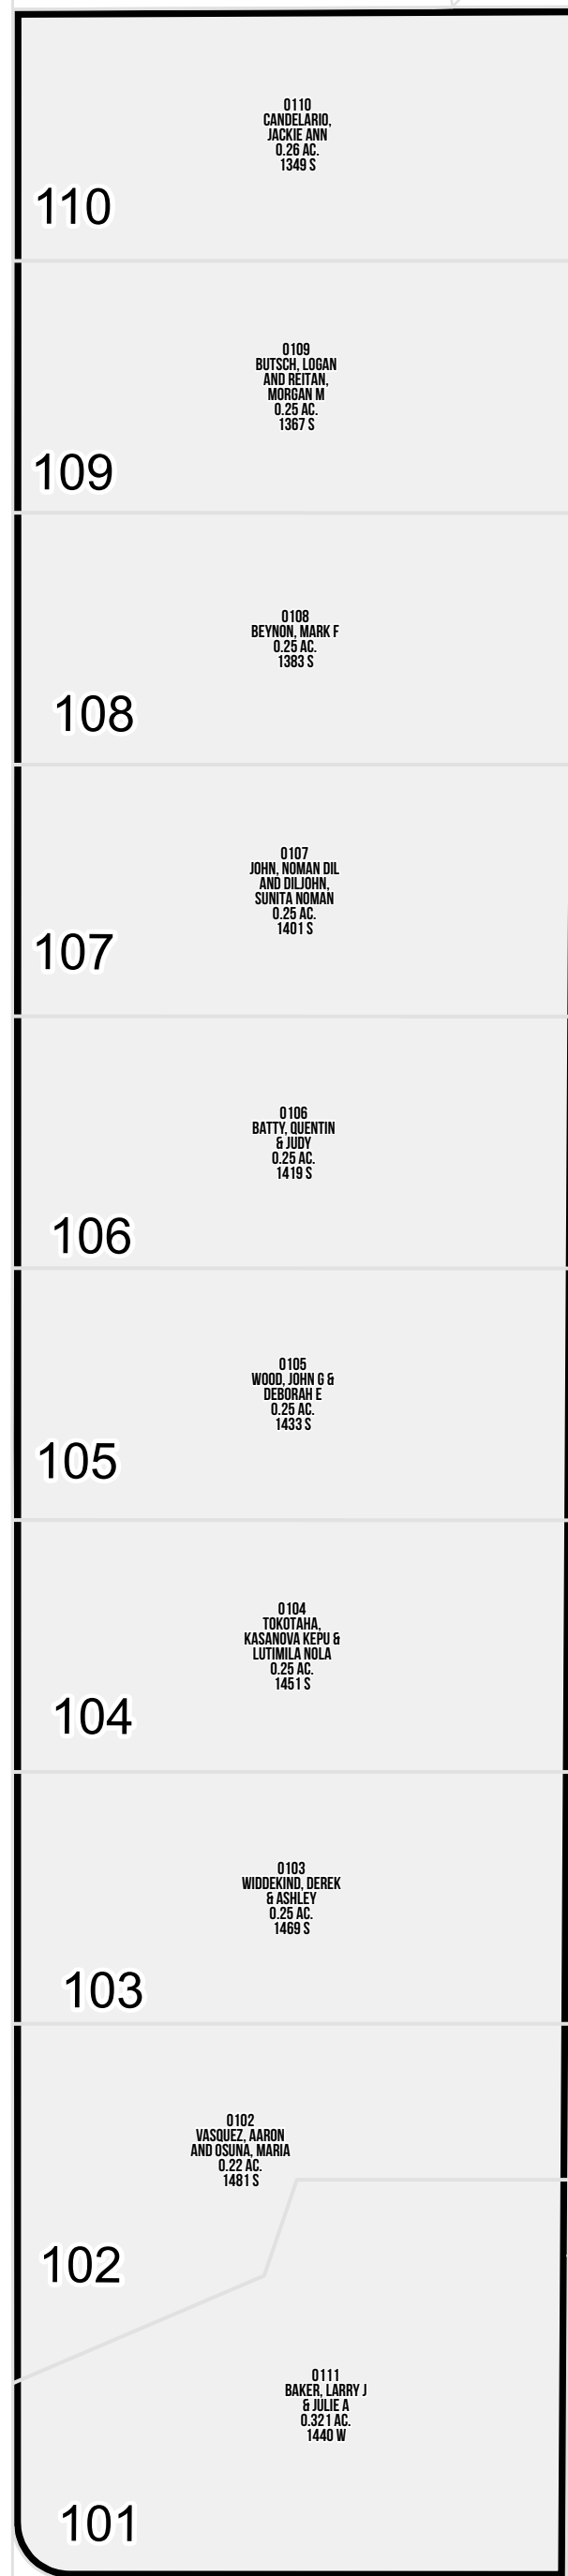 0110
CANDELARIO,
JACKIE ANN
0.26 AC.
1349 S
110
0109
BUTSCH, LOGAN
AND REITAN,
MORGAN M
0.25 AC.
1367 S
109
0108
BEYNON, MARK F
0.25 AC.
1383 S
108
0107
JOHN, NOMAN DIL
AND DILJOHN,
SUNITA NOMAN
0.25 AC.
1401 S
107
0106
BATTY, QUENTIN
& JUDY
0.25 AC.
1419 S
106
0105
WOOD, JOHN G &
DEBORAH E
0.25 AC.
1433 S
105
0104
TOKOTAHA,
KASANOVA KEPU &
LUTIMILA NOLA
0.25 AC.
1451 S
104
0103
WIDDEKIND, DEREK
& ASHLEY
0.25 AC.
1469 S
103
0102
VASQUEZ, AARON
AND OSUNA, MARIA
0.22 AC.
1481 S
102
0111
BAKER, LARRY J
& JULIE A
0.321 AC.
1440 W
101